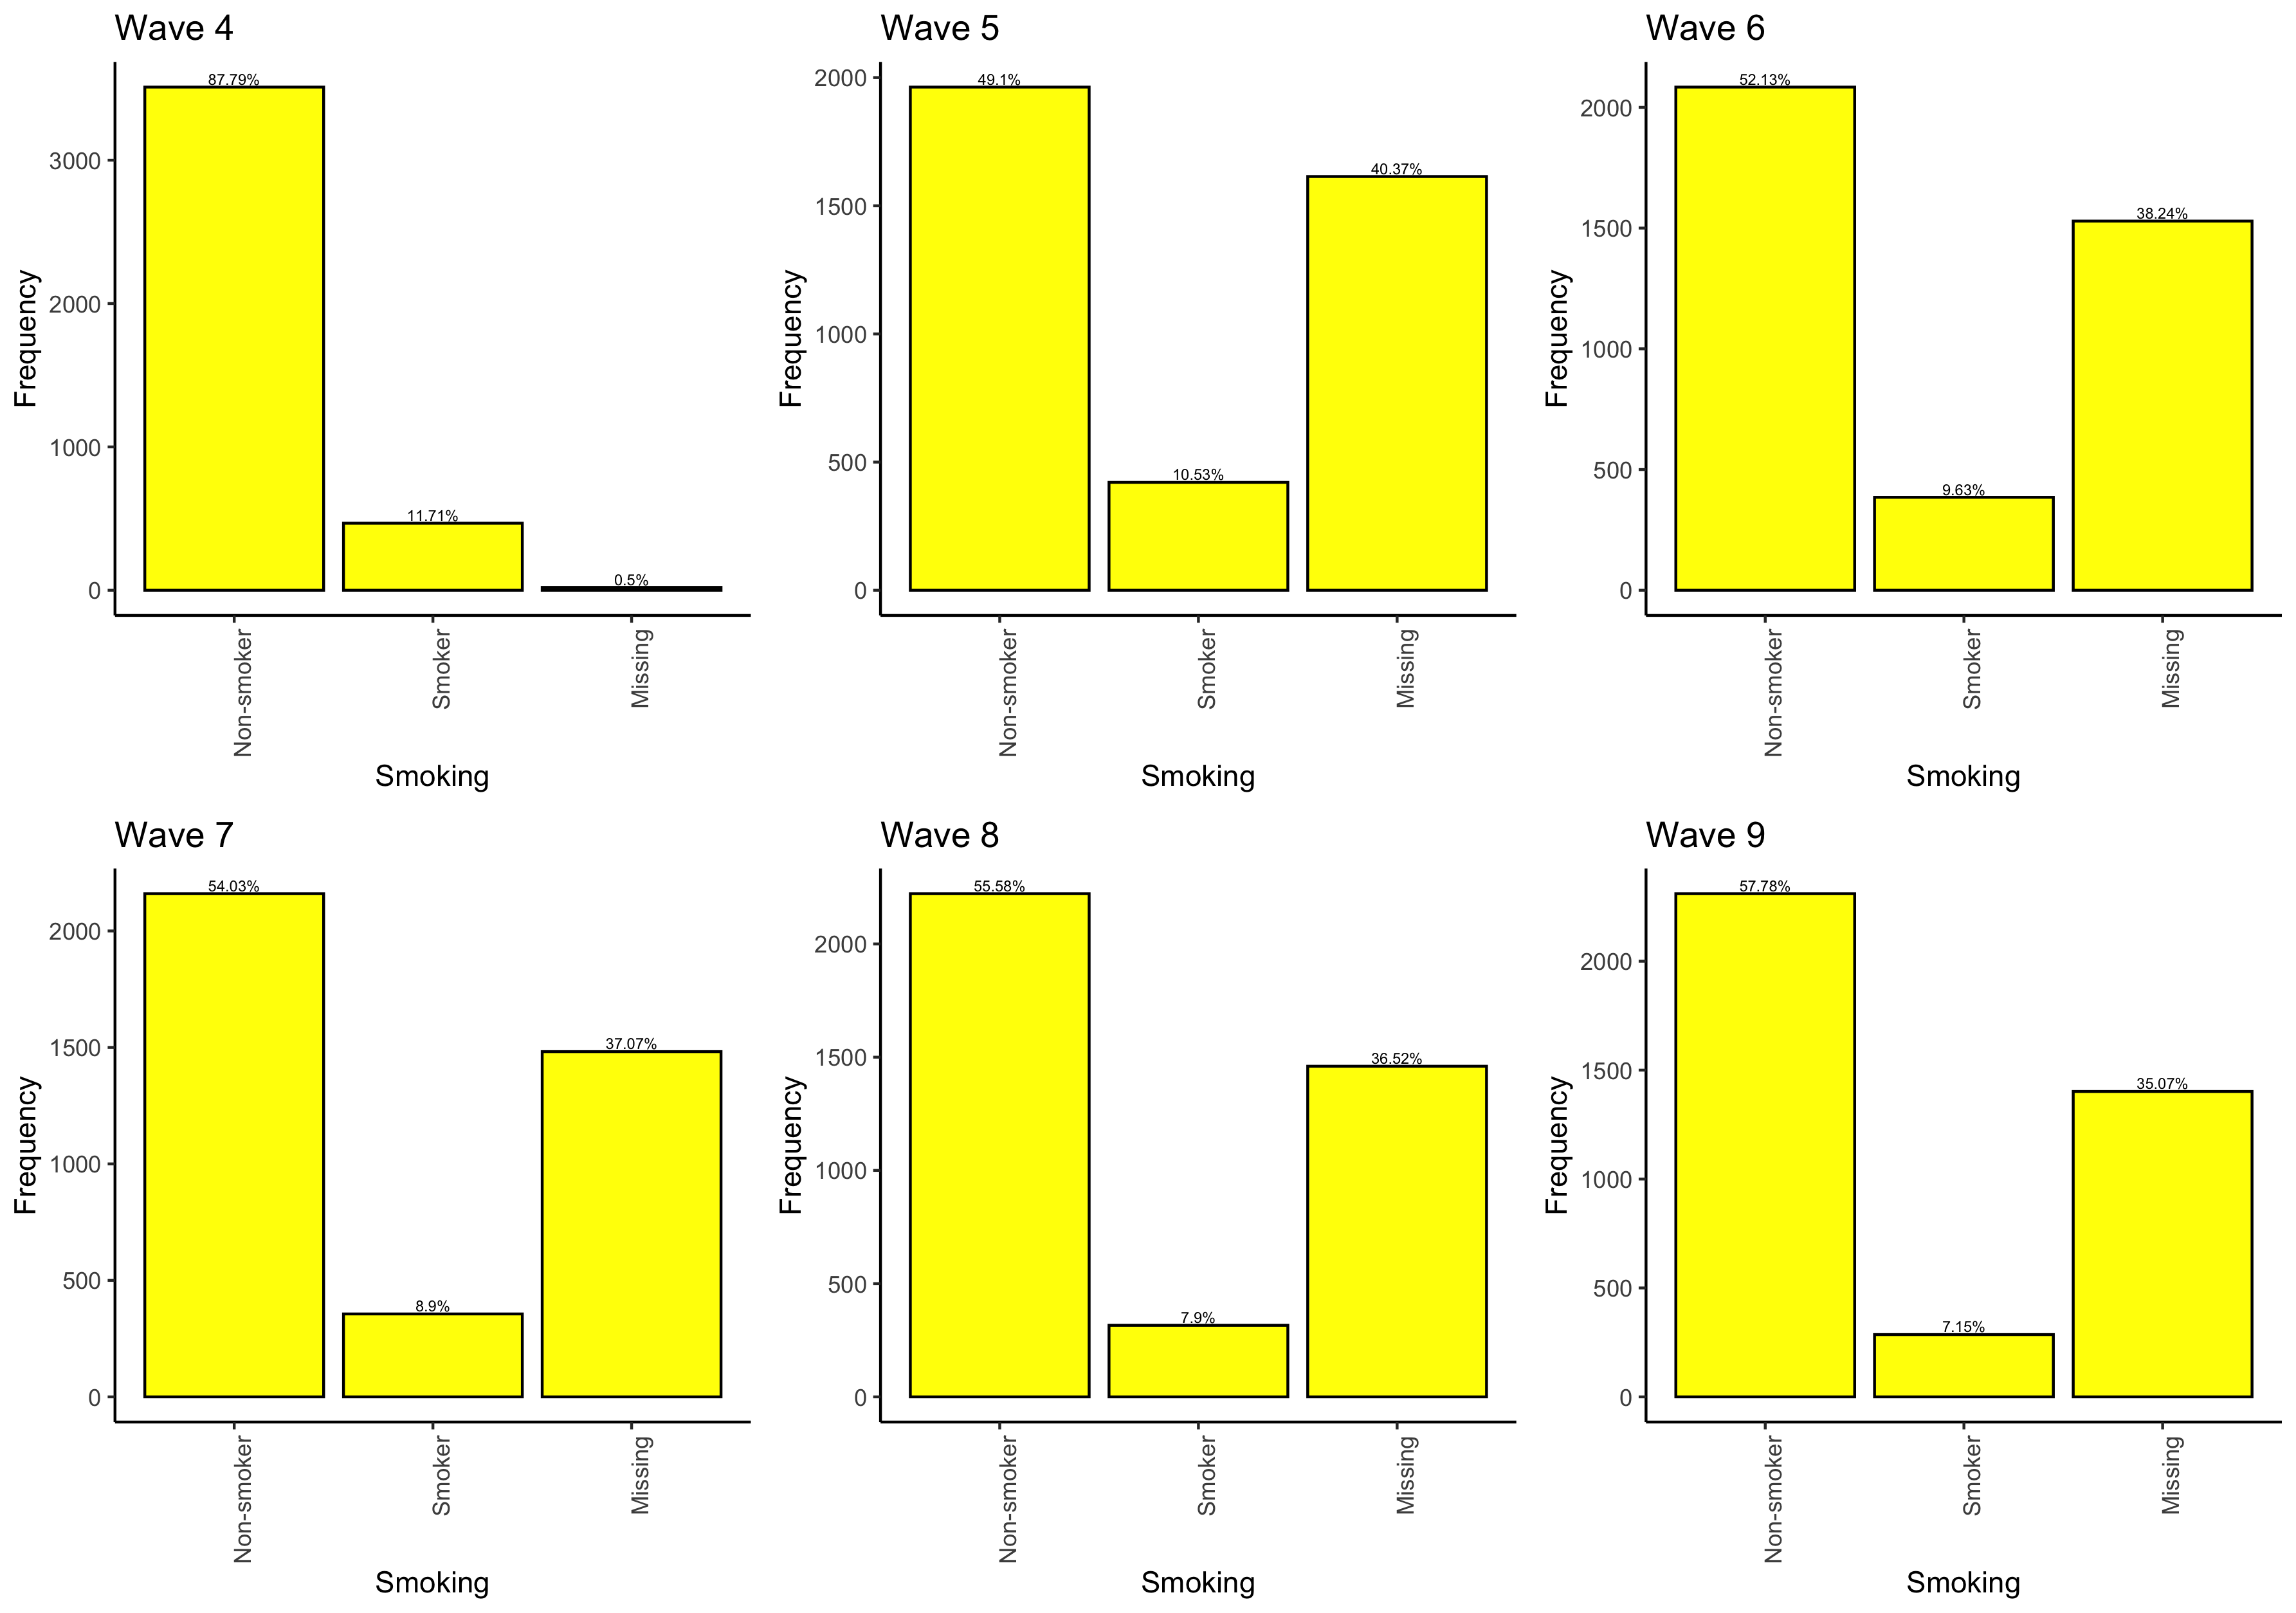 Wave 4
Frequency
3000
2000
1000
0
87.79%
11.71%
0.5%
Non-smoker
Smoker
Missing
Smoking
Wave 5
Frequency
2000
1500
1000
500
0
49.1%
10.53%
40.37%
Non-smoker
Smoker
Missing
Smoking
Wave 6
Frequency
2000
1500
1000
500
0
52.13%
9.63%
38.24%
Non-smoker
Smoker
Missing
Smoking
Wave 7
Frequency
2000
1500
1000
500
0
54.03%
8.9%
37.07%
Non-smoker
Smoker
Missing
Smoking
Wave 8
Frequency
2000
1500
1000
500
0
55.58%
7.9%
36.52%
Non-smoker
Smoker
Missing
Smoking
Wave 9
Frequency
2000
1500
1000
500
0
57.78%
7.15%
35.07%
Non-smoker
Smoker
Missing
Smoking